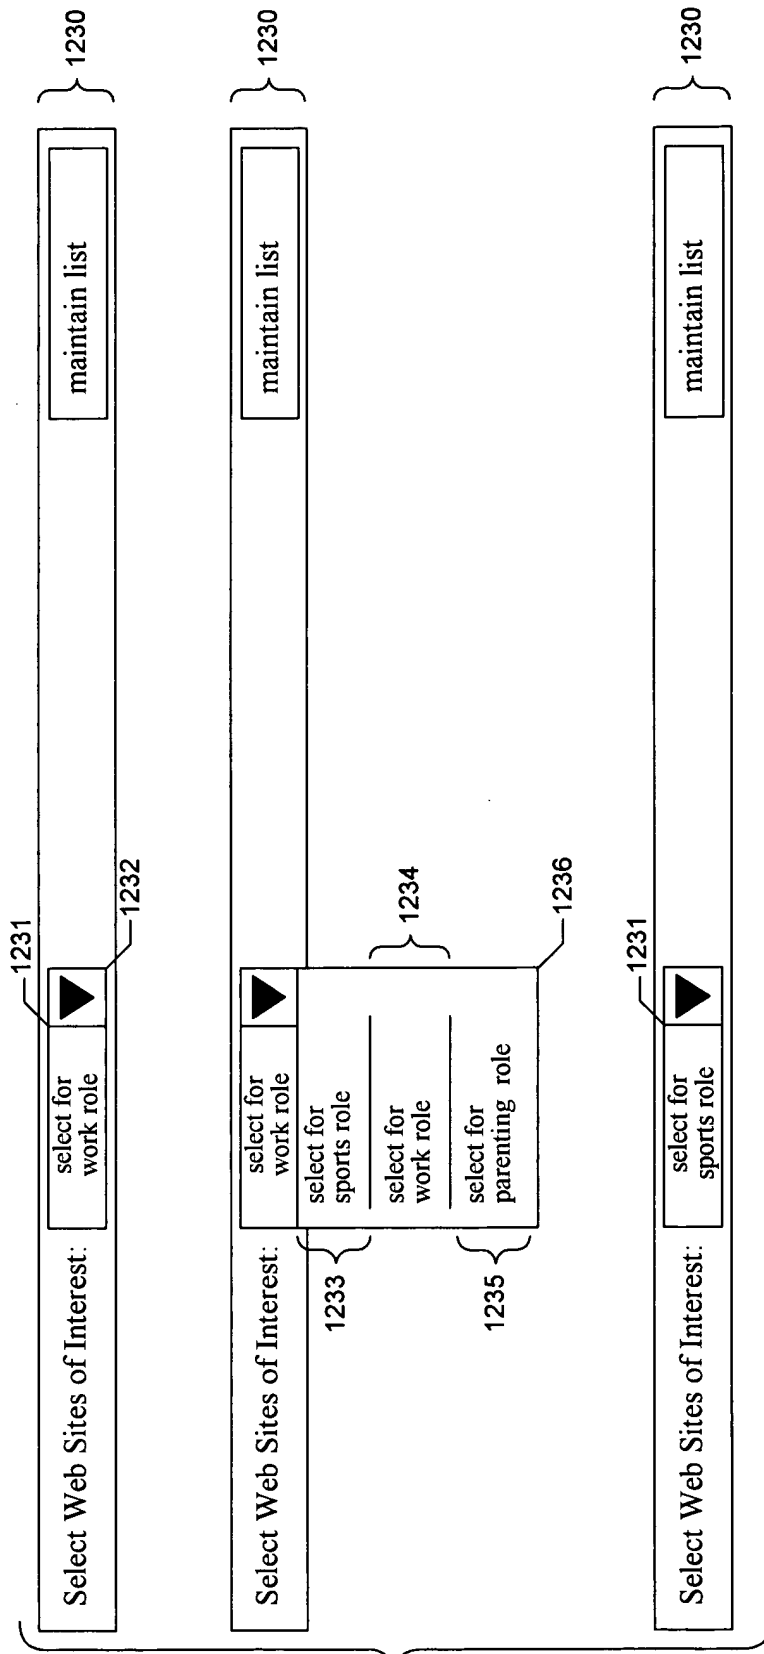 1230
1231
Select Web Sites of Interest:
select for
work role
maintain list
1232
1230
Select Web Sites of Interest:
select for
work role
maintain list
1233
select for
sports role
1234
select for
work role
1235
select for
parenting role
1236
1230
1231
Select Web Sites of Interest:
select for
sports role
maintain list